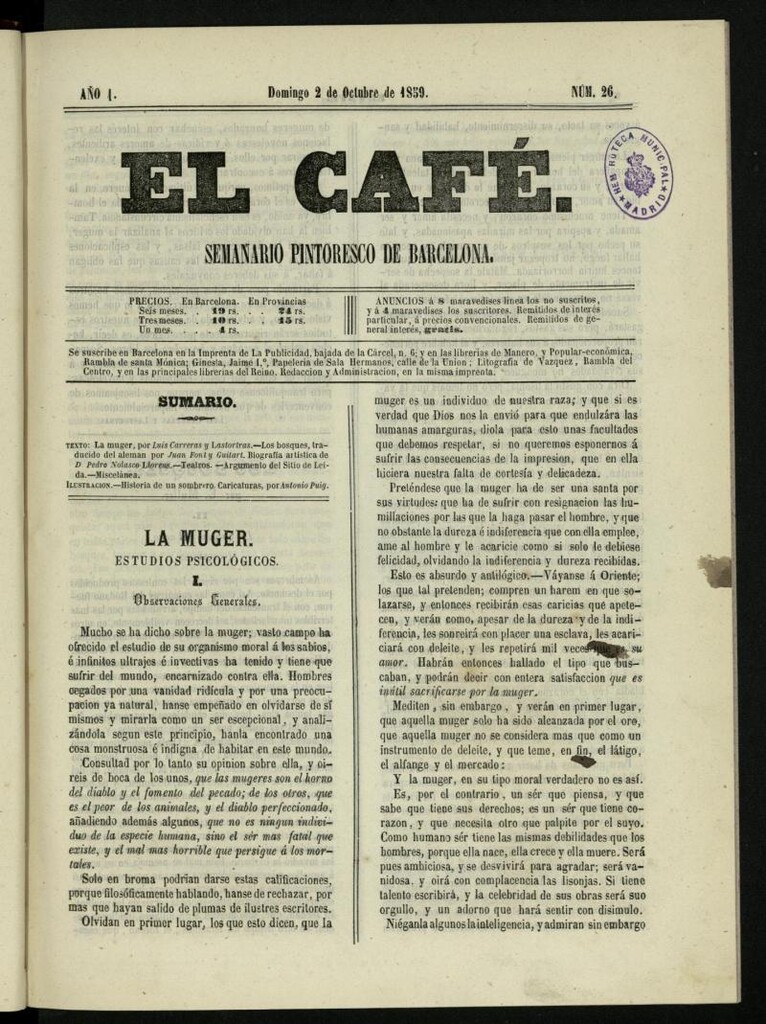 AÑO I.
Domingo 2 de Octubre de 1859.
NÚM. 26.
EL CAFÉ.
HEMEROTECA MUNICIPAL
MADRID
SEMANARIO PINTORESCO DE BARCELONA.
PRECIOS. En Barcelona. En Provincias
Seis meses. . 19 rs. . . 24 rs.
Tres meses. . 10 rs. . . 15 rs.
Un mes. . . . 4 rs.
ANUNCIOS á 8 maravedises linea los no suscritos,
y á 4 maravedises los suscritores. Remitidos de interés
particular, á precios convencionales. Remitidos de ge-
neral interés, gratis.
Se suscribe en Barcelona en la Imprenta de La Publicidad, bajada de la Cárcel, n. 6; y en las librerias de Manero, y Popular-económica,
Rambla de santa Mónica; Ginesta, Jaime I.º, Papeleria de Sala Hermanos, calle de la Union; Litografia de Vazquez, Rambla del
Centro, y en las principales librerias del Reino. Redaccion y Administracion, en la misma imprenta.
SUMARIO.
TEXTO: La muger, por Luis Carreras y Lastortras.—Los bosques, tra-
ducido del aleman por Juan Font y Guitart. Biografia artística de
D Pedro Nolasco Llorens.—Teatros. —Argumento del Sitio de Lei-
da.—Miscelánea.
ILUSTRACION.—Historia de un sombrero. Caricaturas, por Antonio Puig.
LA MUGER.
ESTUDIOS PSICOLÓGICOS.
I.
Observaciones Generales.
Mucho se ha dicho sobre la muger; vasto campo ha
ofrecido el estudio de su organismo moral á los sabios,
é infinitos ultrajes é invectivas ha tenido y tiene que
sufrir del mundo, encarnizado contra ella. Hombres
cegados por una vanidad ridícula y por una preocu-
pacion ya natural, hanse empeñado en olvidarse de sí
mismos y mirarla como un ser escepcional, y anali-
zándola segun este principio, hanla encontrado una
cosa monstruosa é indigna de habitar en este mundo.
Consultad por lo tanto su opinion sobre ella, y oi-
reis de boca de los unos, que las mugeres son el horno
del diablo y el fomento del pecado; de los otros, que
es el peor de los animales, y el diablo perfeccionado,
añadiendo además algunos, que no es ningun indivi-
duo de la especie humana, sino el sér mas fatal que
existe, y el mal mas horrible que persigue á los mor-
tales.
Solo en broma podrian darse estas calificaciones,
porque filosóficamente hablando, hanse de rechazar, por
mas que hayan salido de plumas de ilustres escritores.
Olvidan en primer lugar, los que esto dicen, que la
muger es un individuo de nuestra raza; y que si es
verdad que Dios nos la envió para que endulzára las
humanas amarguras, dióla para esto unas facultades
que debemos respetar, si no queremos esponernos á
sufrir las consecuencias de la impresion, que en ella
hiciera nuestra falta de cortesía y delicadeza.
Preténdese que la muger ha de ser una santa por
sus virtudes: que ha de sufrir con resignacion las hu-
millaciones por las que la haga pasar el hombre, y que
no obstante la dureza é indiferencia que con ella emplee,
ame al hombre y le acaricie como si solo le debiese
felicidad, olvidando la indiferencia y dureza recibidas.
Esto es absurdo y antilógico.—Váyanse á Oriente;
los que tal pretenden; compren un harem en que so-
lazarse, y entonces recibirán esas caricias que apete-
cen, y verán como, apesar de la dureza y de la indi-
ferencia, les sonreirá con placer una esclava, les acari-
ciará con deleite, y les repetirá mil veces su
amor. Habrán entonces hallado el tipo que bus-
caban, y podrán decir con entera satisfaccion que es
inútil sacrificarse por la muger.
Mediten, sin embargo, y verán en primer lugar,
que aquella muger solo ha sido alcanzada por el oro,
que aquella muger no se considera mas que como un
instrumento de deleite, y que teme, en fin, el látigo,
el alfange y el mercado:
Y la muger, en su tipo moral verdadero no es así.
Es, por el contrario, un sér que piensa, y que
sabe que tiene sus derechos; es un sér que tiene co-
razon, y que necesita otro que palpite por el suyo.
Como humano sér tiene las mismas debilidades que los
hombres, porque ella nace, ella crece y ella muere. Será
pues ambiciosa, y se desvivirá para agradar; será va-
nidosa, y oirá con complacencia las lisonjas. Si tiene
talento escribirá, y la celebridad de sus obras será suo
orgullo, y un adorno que hará sentir con disimulo.
Niéganla algunos la inteligencia, y admiran sin embargo